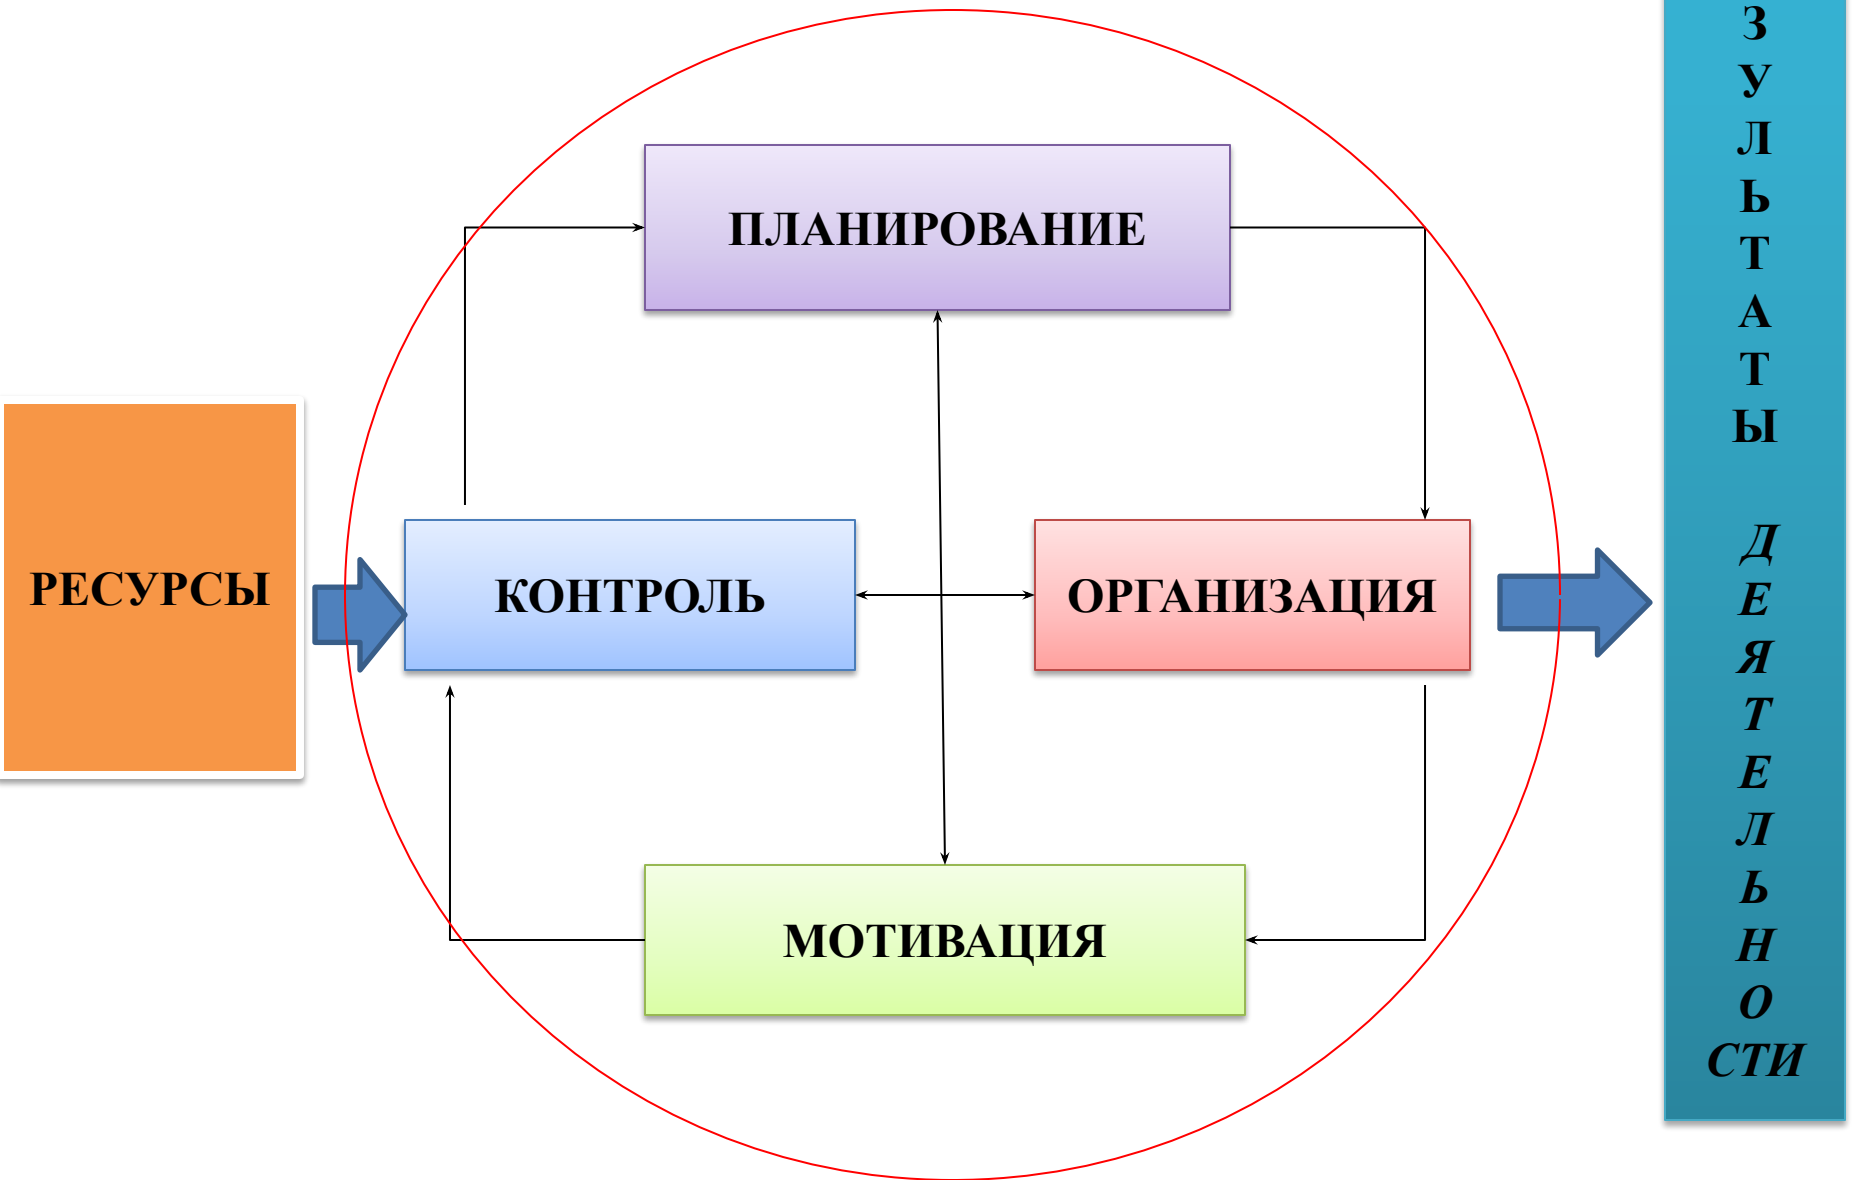 ПЛАНИРОВАНИЕ
РЕСУРСЫ
КОНТРОЛЬ
ОРГАНИЗАЦИЯ
МОТИВАЦИЯ
З
У
Л
Ь
Т
А
Т
Ы
Д
Е
Я
Т
Е
Л
Ь
Н
О
СТИ